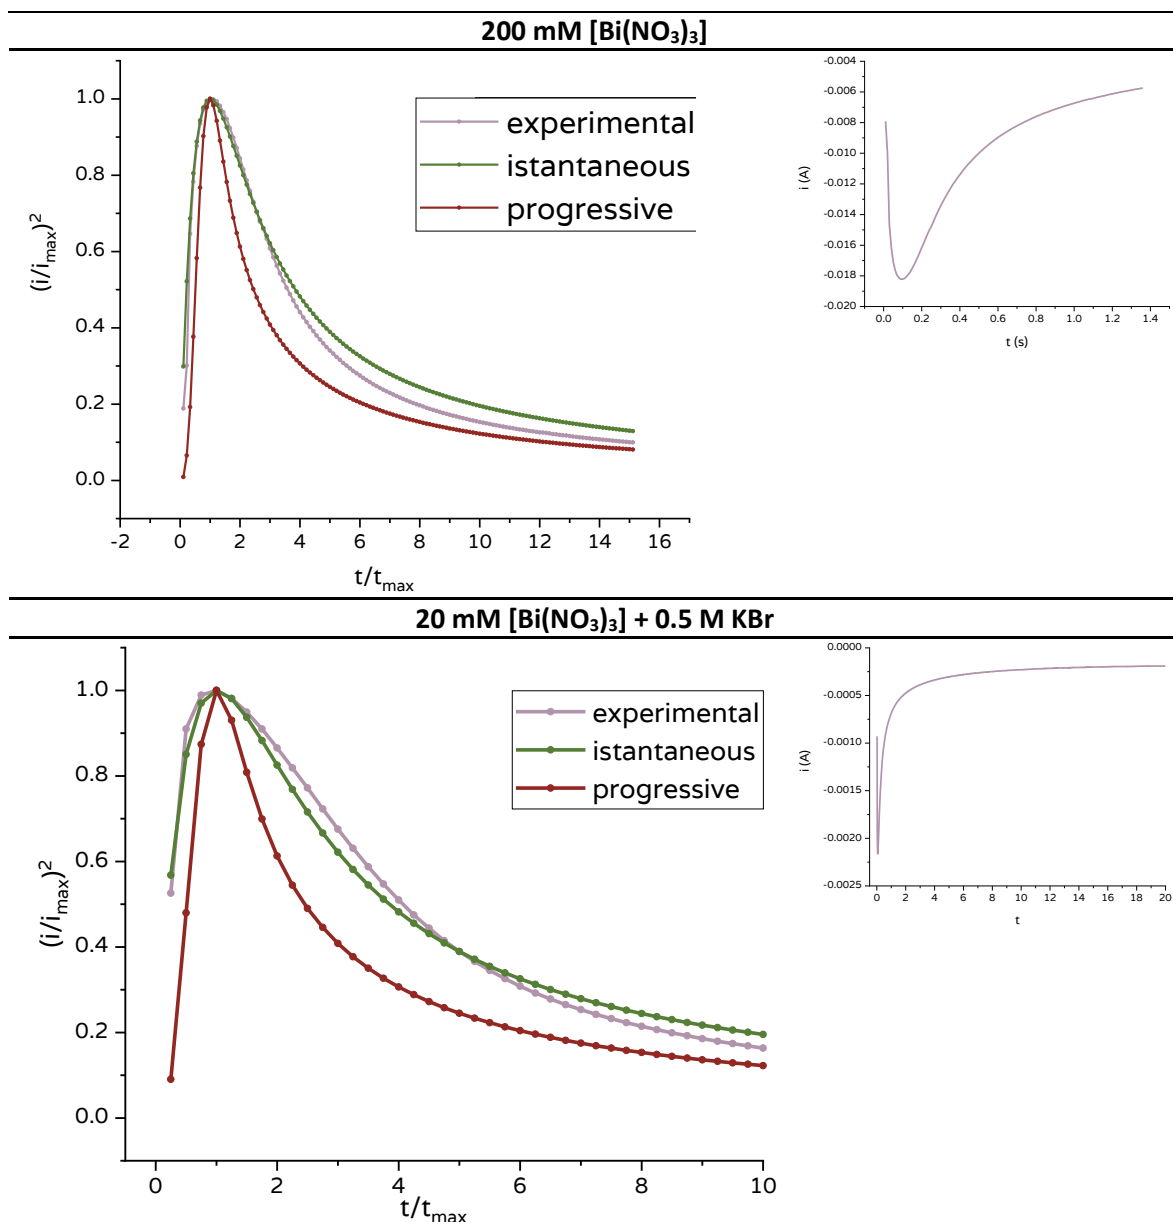 200 mM [Bi(NO₃)₃]
1.0
0.8
0.6
0.4
0.2
0.0
(i/i_max)²
-2 0 2 4 6 8 10 12 14 16
t/t_max
experimental
istantaneous
progressive
-0.004
-0.006
-0.008
-0.010
-0.012
-0.014
-0.016
-0.018
-0.020
i (A)
0.0 0.2 0.4 0.6 0.8 1.0 1.2 1.4
t (s)
20 mM [Bi(NO₃)₃] + 0.5 M KBr
1.0
0.8
0.6
0.4
0.2
0.0
(i/i_max)²
0 2 4 6 8 10
t/t_max
experimental
istantaneous
progressive
0.0000
-0.0005
-0.0010
-0.0015
-0.0020
-0.0025
i (A)
0 2 4 6 8 10 12 14 16 18 20
t